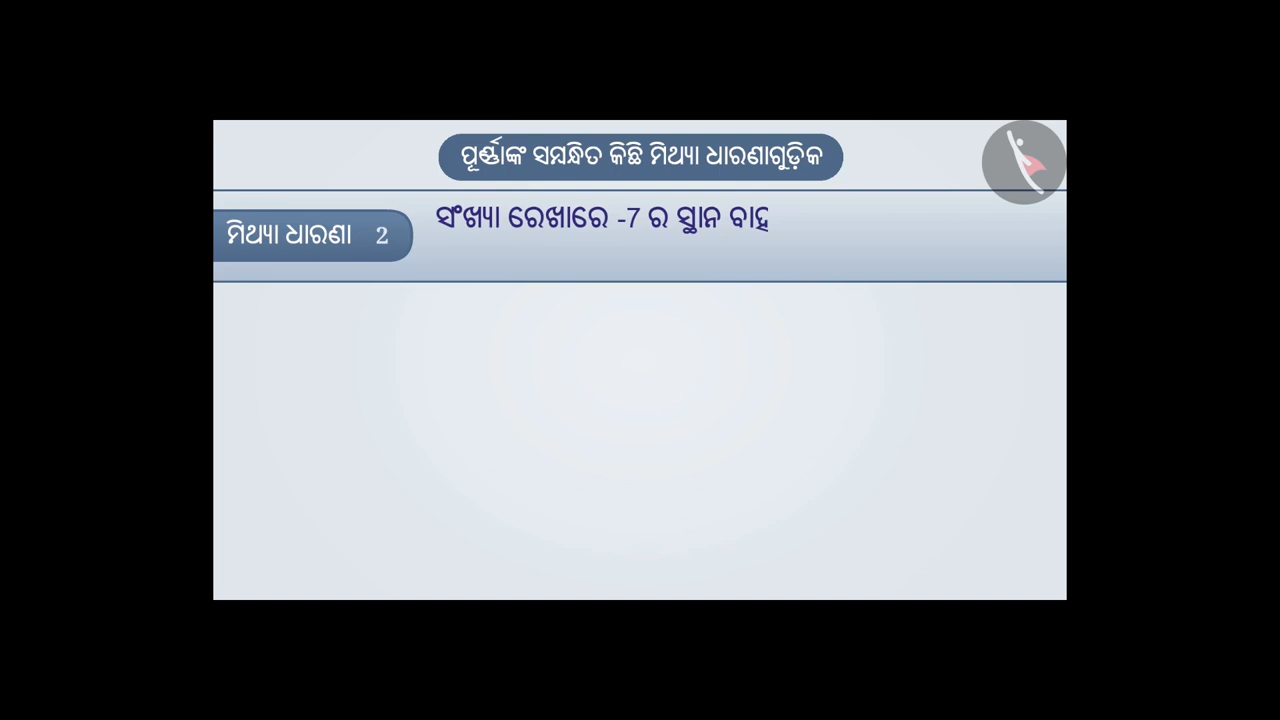 ପୂର୍ଣ୍ଣାଙ୍କ ସମ୍ବନ୍ଧିତ କିଛି ମିଥ୍ୟା ଧାରଣାଗୁଡ଼ିକ
ମିଥ୍ୟା ଧାରଣା 2
ସଂଖ୍ୟା ରେଖାରେ -7 ର ସ୍ଥାନ ବାହ